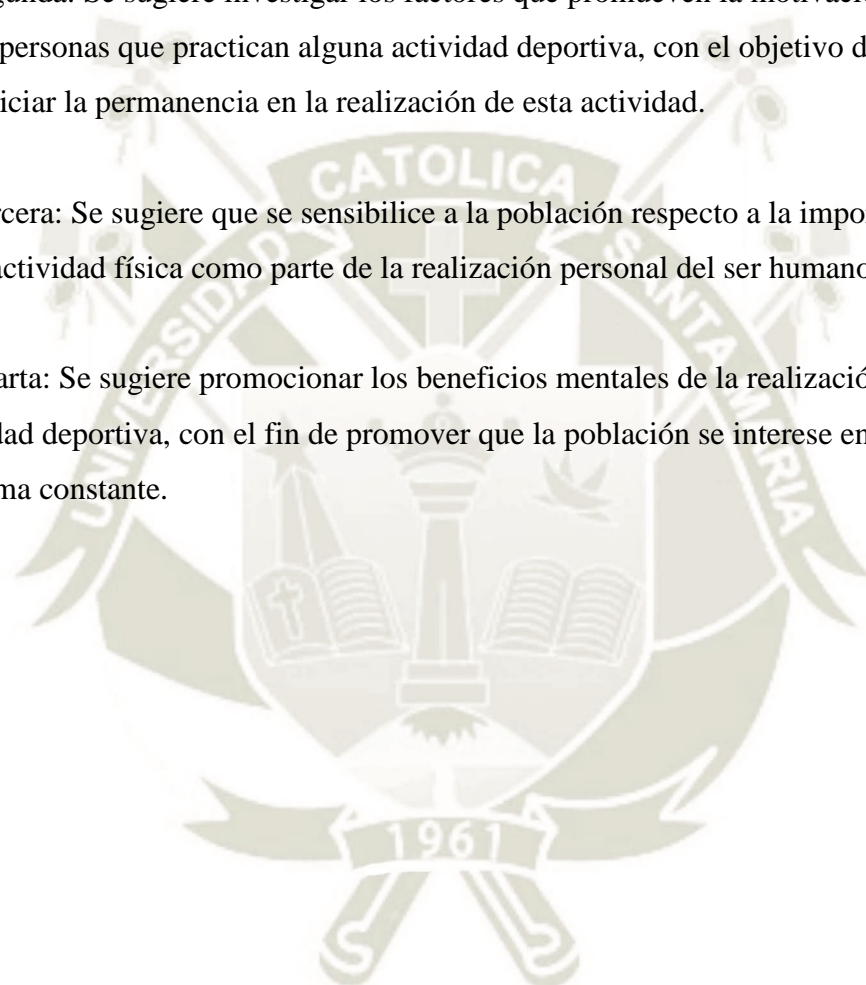 gunda: Se sugiere investigar los factores que promueven la motivació
personas que practican alguna actividad deportiva, con el objetivo d
iciar la permanencia en la realización de esta actividad.
rcera: Se sugiere que se sensibilice a la población respecto a la impo
actividad física como parte de la realización personal del ser humano
arta: Se sugiere promocionar los beneficios mentales de la realizació
dad deportiva, con el fin de promover que la población se interese en
ma constante.
UNIVERSIDAD CATOLICA SANTA MARIA
1961